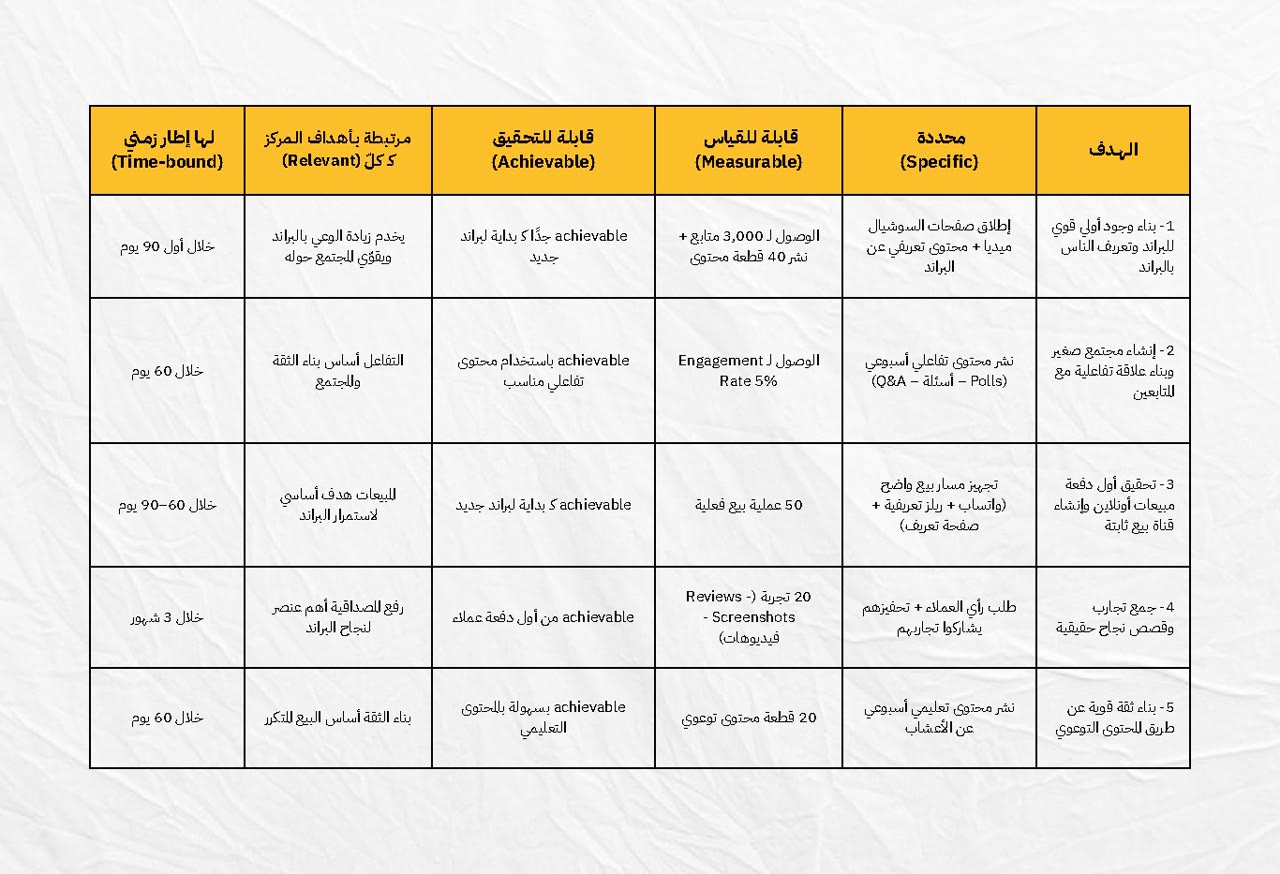 الهدف
محددة
(Specific)
قابلة للقياس
(Measurable)
قابلة للتحقيق
(Achievable)
مرتبطة بأهداف المركز
كـ كلّ (Relevant)
لها إطار زمني
(Time-bound)
1- بناء وجود أولي قوي
للبراند وتعريف الناس
بالبراند
إطلاق صفحات السوشيال
ميديا + محتوى تعريفي عن
البراند
الوصول لـ 3,000 متابع +
نشر 40 قطعة محتوى
achievable جدًا كـ بداية لبراند
جديد
يخدم زيادة الوعي بالبراند
ويقوّي المجتمع حوله
خلال أول 90 يوم
2- إنشاء مجتمع صغير
وبناء علاقة تفاعلية مع
المتابعين
نشر محتوى تفاعلي أسبوعي
(Q&A – أسئلة – Polls)
الوصول لـ Engagement
Rate 5%
achievable باستخدام محتوى
تفاعلي مناسب
التفاعل أساس بناء الثقة
والمجتمع
خلال 60 يوم
3- تحقيق أول دفعة
مبيعات أونلاين وإنشاء
قناة بيع ثابتة
تجهيز مسار بيع واضح
(واتساب + ريلز تعريفية +
صفحة تعريف)
50 عملية بيع فعلية
achievable كـ بداية لبراند جديد
المبيعات هدف أساسي
لاستمرار البراند
خلال 60–90 يوم
4- جمع تجارب
وقصص نجاح حقيقية
طلب رأي العملاء + تحفيزهم
يشاركوا تجاربهم
20 تجربة (- Reviews
- Screenshots
فيديوهات)
achievable من أول دفعة عملاء
رفع المصداقية أهم عنصر
لنجاح البراند
خلال 3 شهور
5- بناء ثقة قوية عن
طريق المحتوى التوعوي
نشر محتوى تعليمي أسبوعي
عن الأعشاب
20 قطعة محتوى توعوي
achievable بسهولة بالمحتوى
التعليمي
بناء الثقة أساس البيع المتكرر
خلال 60 يوم